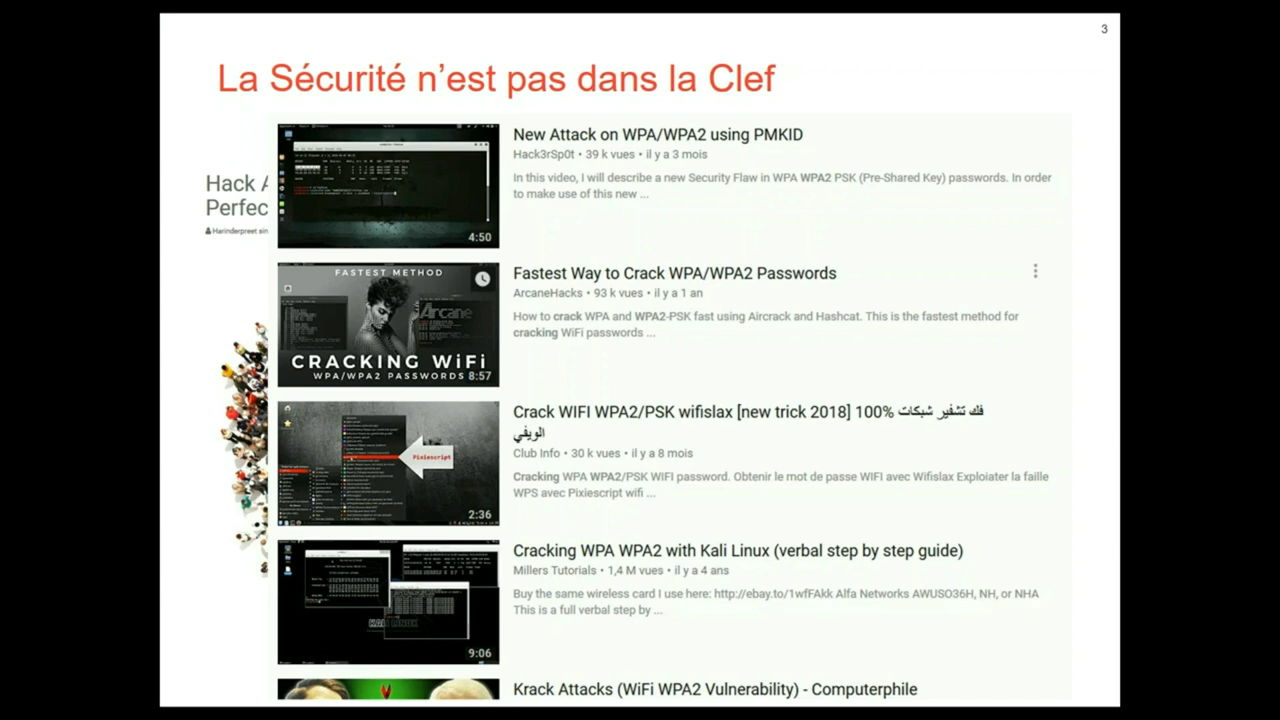 3
La Sécurité n’est pas dans la Clef
Hack A
Perfec
Harinderpreet sin
4:50
New Attack on WPA/WPA2 using PMKID
Hack3rSp0t • 39 k vues • il y a 3 mois
In this video, I will describe a new Security Flaw in WPA WPA2 PSK (Pre-Shared Key) passwords. In order
to make use of this new ...
FASTEST METHOD
Arcane
CRACKING WiFi
WPA/WPA2 PASSWORDS 8:57
Fastest Way to Crack WPA/WPA2 Passwords
ArcaneHacks • 93 k vues • il y a 1 an
How to crack WPA and WPA2-PSK fast using Aircrack and Hashcat. This is the fastest method for
cracking WiFi passwords ...
Pixiescript
2:36
Crack WIFI WPA2/PSK wifislax [new trick 2018] 100% فك تشفير شبكات
الويفي
Club Info • 30 k vues • il y a 8 mois
Cracking WPA WPA2/PSK WIFI password. Obtenir le mot de passe WIFI avec Wifislax Exploiater la faille
WPS avec Pixiescript wifi ...
KALI LINUX
9:06
Cracking WPA WPA2 with Kali Linux (verbal step by step guide)
Millers Tutorials • 1,4 M vues • il y a 4 ans
Buy the same wireless card I use here: http://ebay.to/1wfFAkk Alfa Networks AWUSO36H, NH, or NHA
This is a full verbal step by ...
Krack Attacks (WiFi WPA2 Vulnerability) - Computerphile